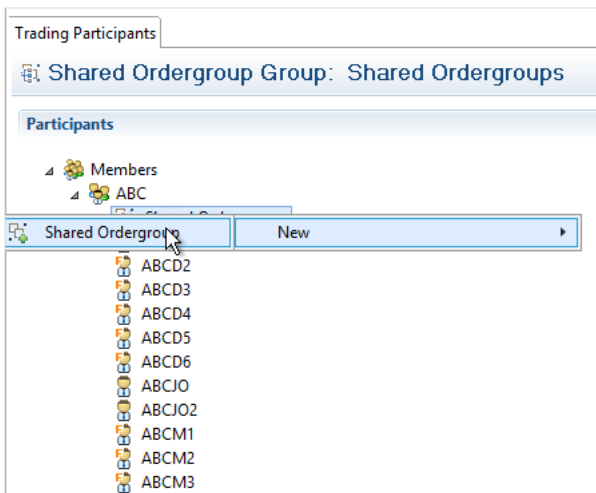 Trading Participants
Shared Ordergroup Group: Shared Ordergroups
Participants
Members
ABC
Shared Ordergroup New
ABCD2
ABCD3
ABCD4
ABCD5
ABCD6
ABCJO
ABCJO2
ABCM1
ABCM2
ABCM3